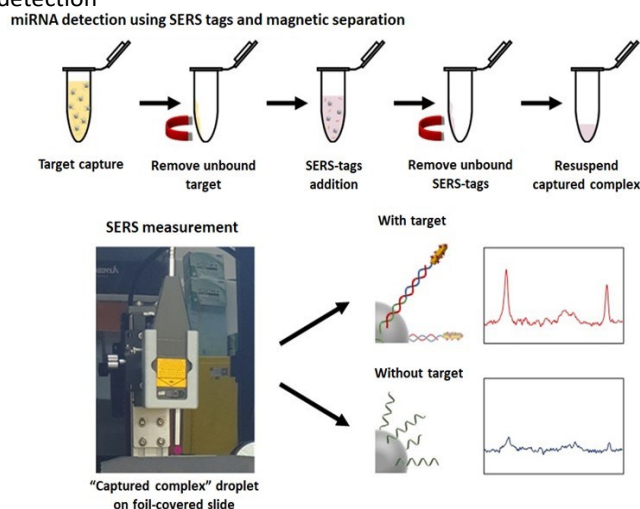 detection
miRNA detection using SERS tags and magnetic separation
Target capture
Remove unbound
target
SERS-tags
addition
Remove unbound
SERS-tags
Resuspend
captured complex
SERS measurement
With target
Without target
“Captured complex” droplet
on foil-covered slide